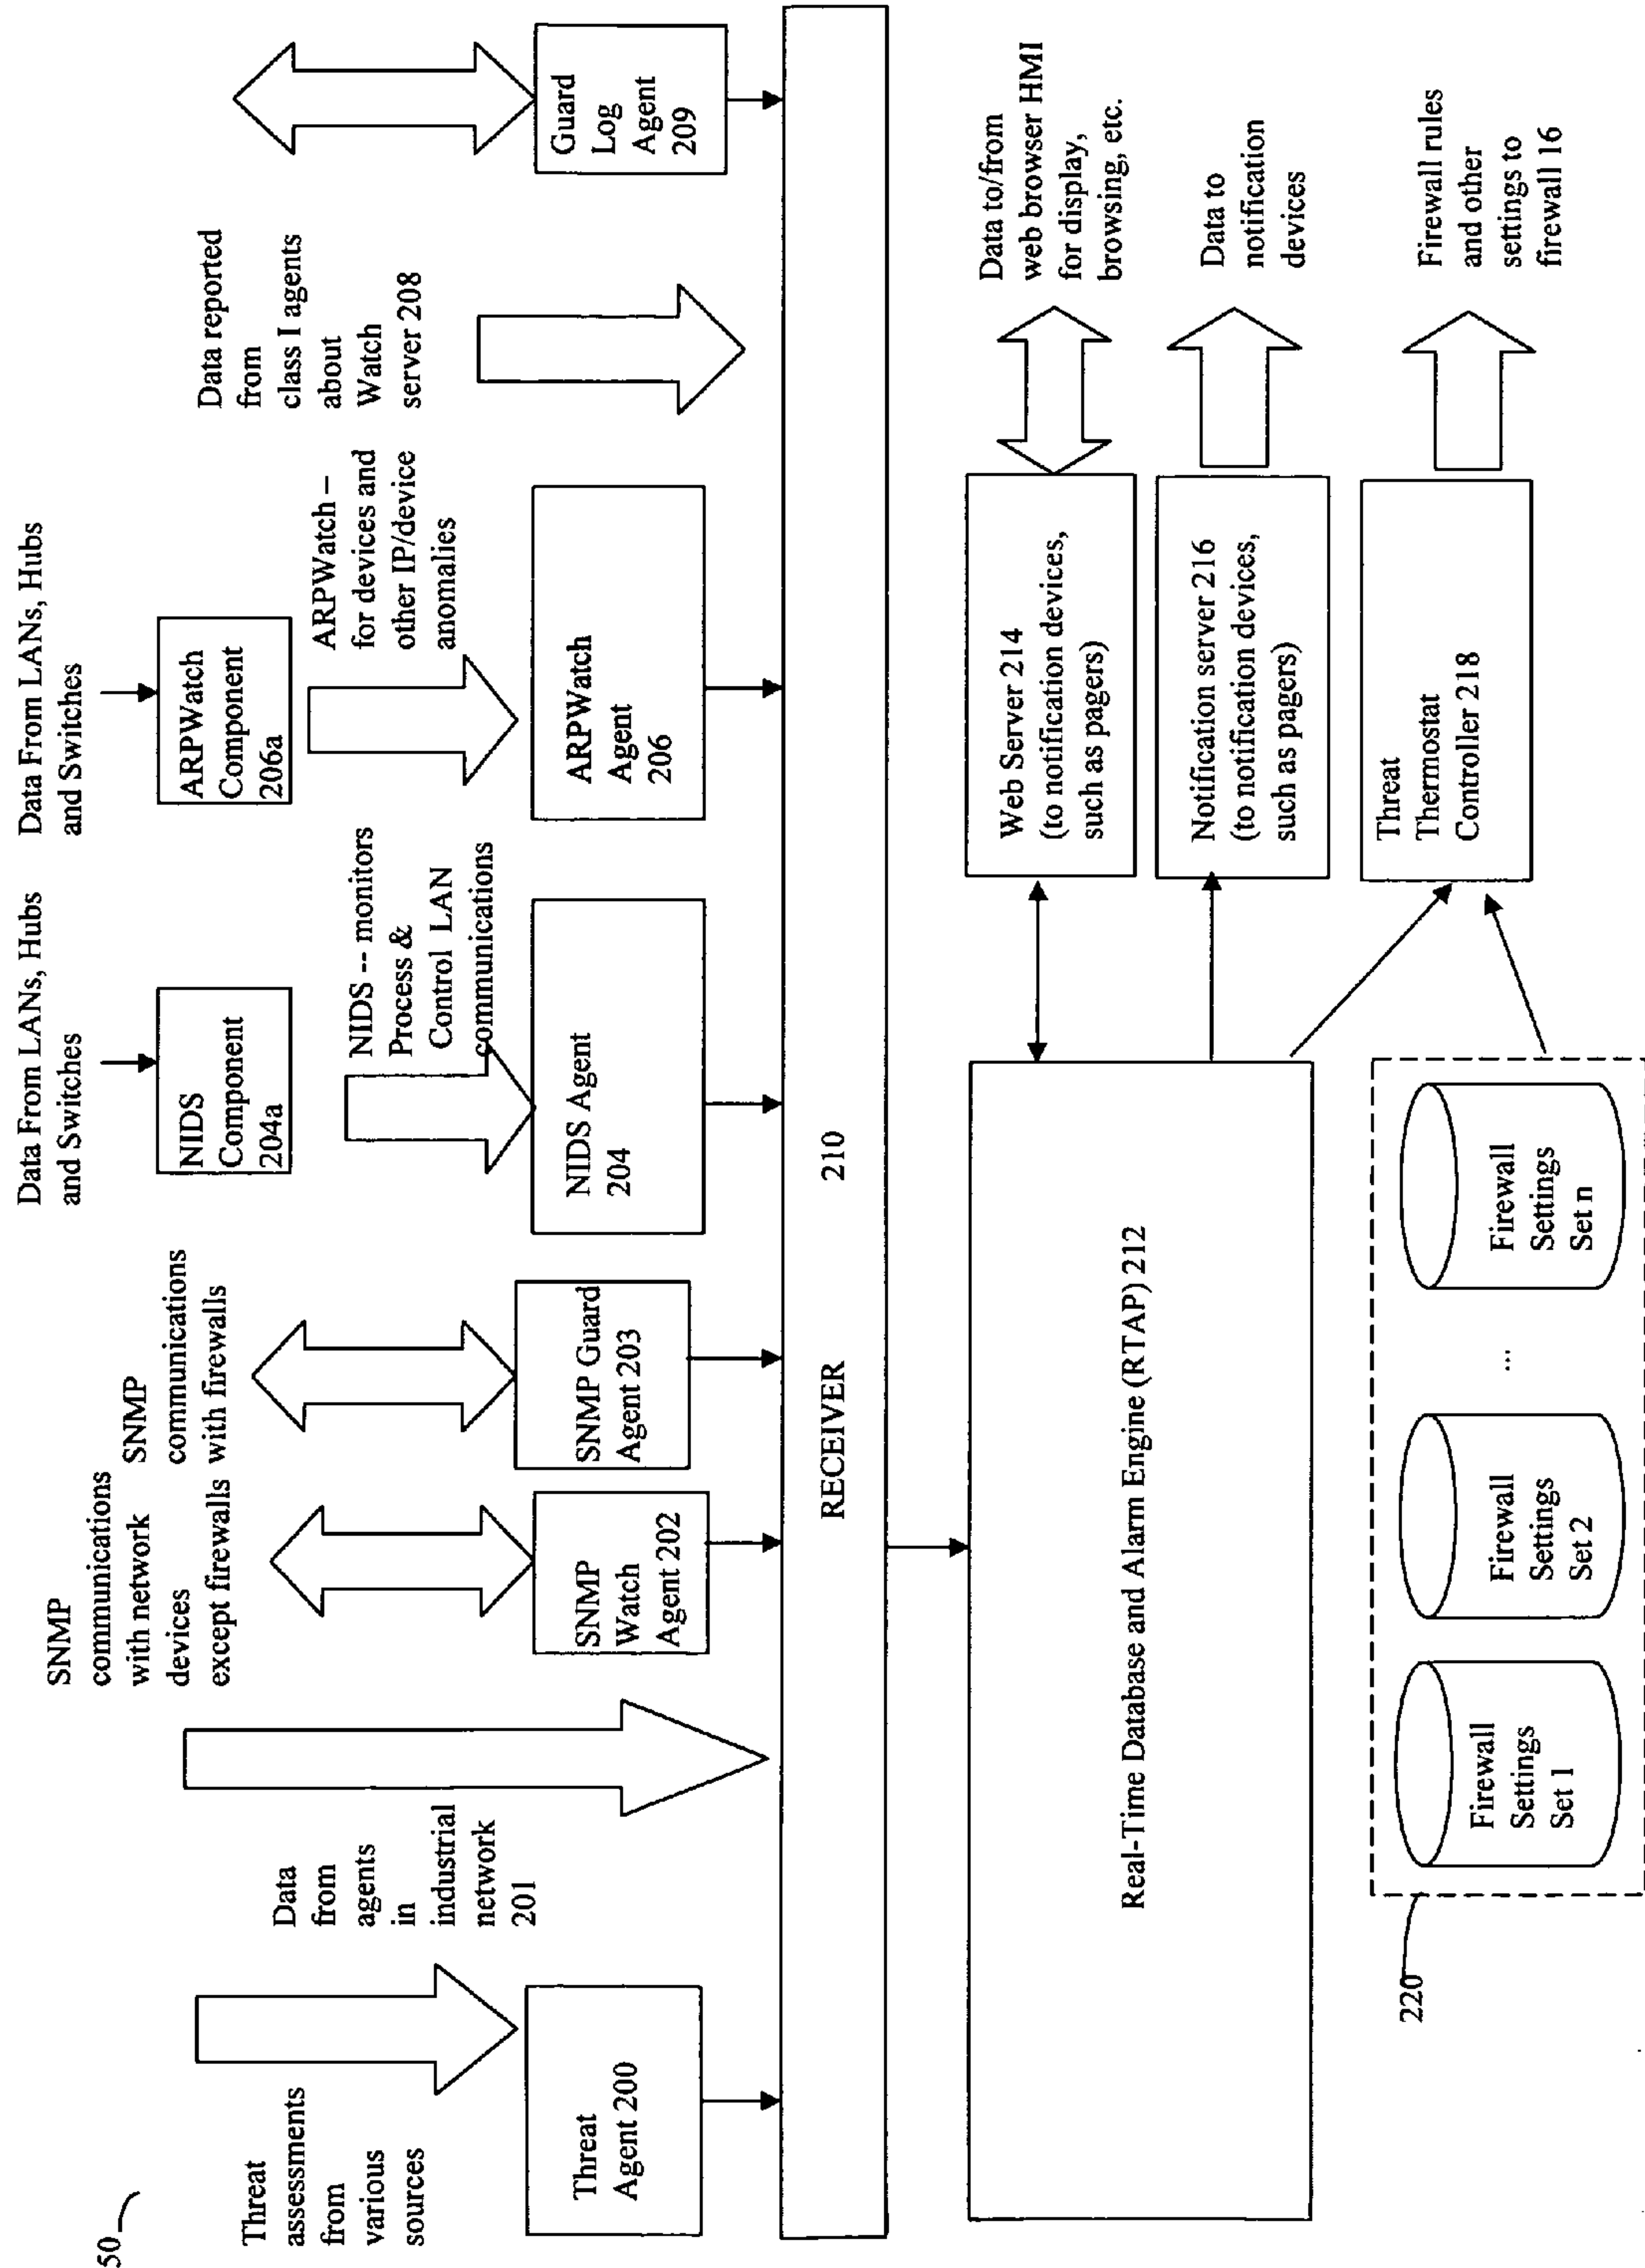 50
Threat
assessments
from
various
sources
Threat
Agent 200
Data
from
agents
in
industrial
network
201
SNMP
communications
with network
devices
except firewalls
SNMP
Watch
Agent 202
SNMP
communications
with firewalls
SNMP Guard
Agent 203
Data From LANs, Hubs
and Switches
NIDS
Component
204a
NIDS -- monitors
Process &
Control LAN
communications
NIDS Agent
204
Data From LANs, Hubs
and Switches
ARPWatch
Component
206a
ARPWatch –
for devices and
other IP/device
anomalies
ARPWatch
Agent
206
Data reported
from
class I agents
about
Watch
server 208
Guard
Log
Agent
209
RECEIVER 210
Real-Time Database and Alarm Engine (RTAP) 212
Web Server 214
(to notification devices,
such as pagers)
Data to/from
web browser HMI
for display,
browsing, etc.
Notification server 216
(to notification devices,
such as pagers)
Data to
notification
devices
Threat
Thermostat
Controller 218
Firewall rules
and other
settings to
firewall 16
220
Firewall
Settings
Set 1
Firewall
Settings
Set 2
...
Firewall
Settings
Set n